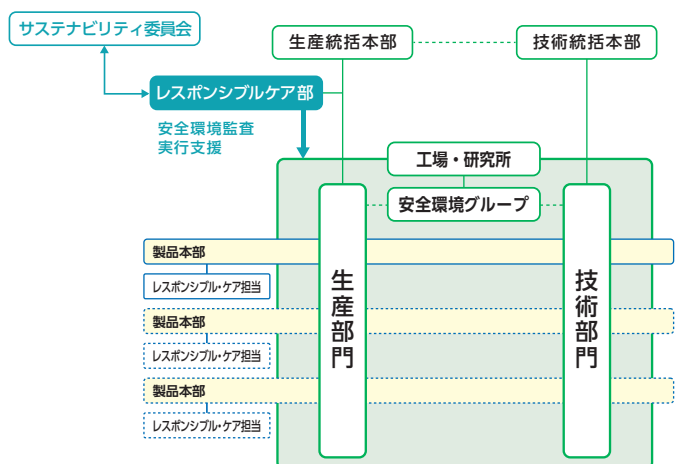 サステナビリティ委員会
生産統括本部
技術統括本部
レスポンシブルケア部
安全環境監査
実行支援
工場・研究所
安全環境グループ
製品本部
レスポンシブル・ケア担当
製品本部
レスポンシブル・ケア担当
製品本部
レスポンシブル・ケア担当
生産部門
技術部門